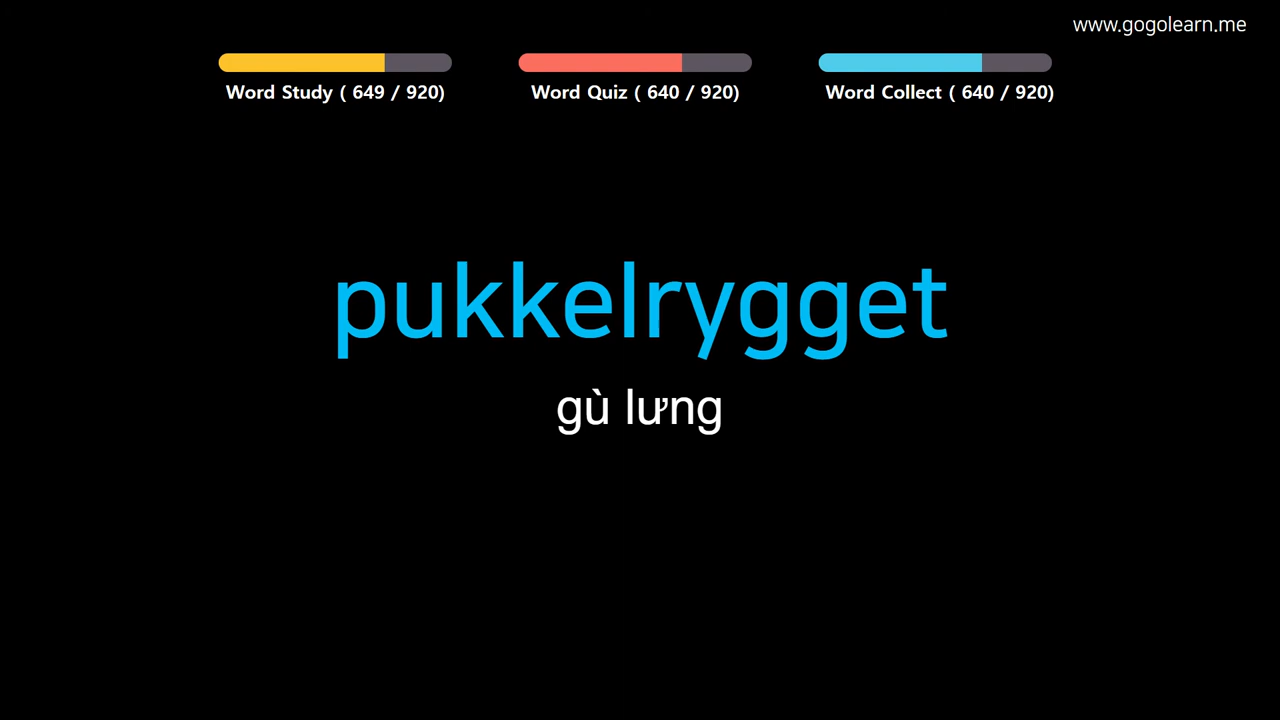 www.gogolearn.me
Word Study ( 649 / 920)
Word Quiz ( 640 / 920)
Word Collect ( 640 / 920)
pukkelrygget
gù lưng